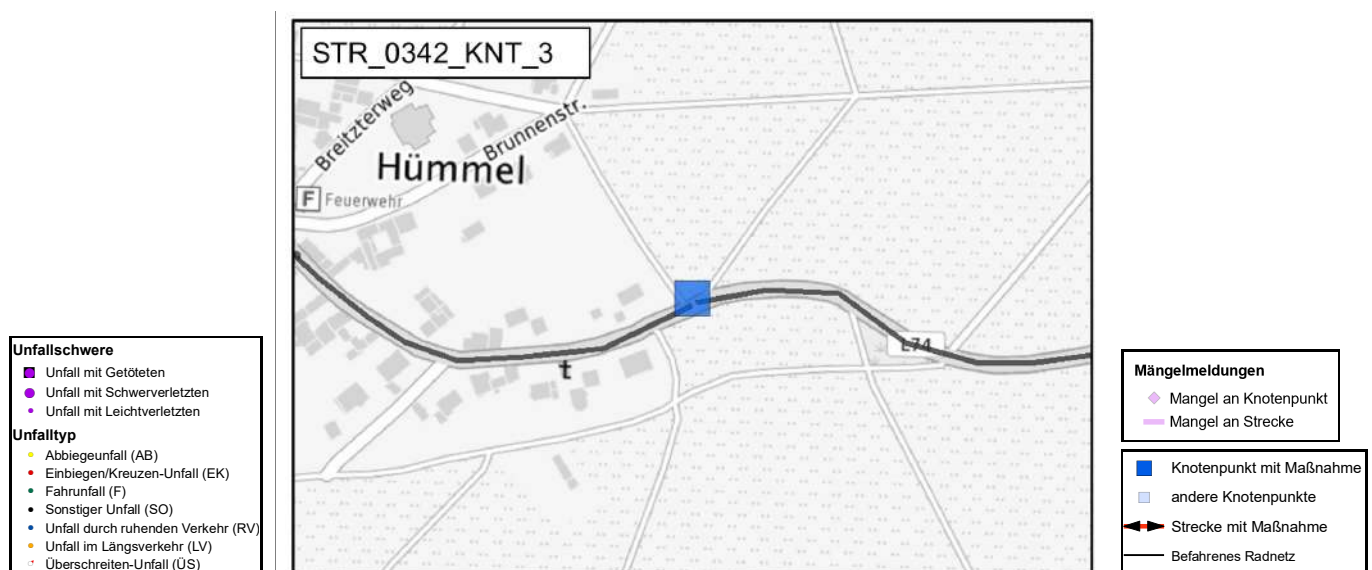 STR_0342_KNT_3
Breitzterweg
Brunnenstr.
Hümmel
F Feuerwehr
L74
t
Unfallschwere
Unfall mit Getöteten
Unfall mit Schwerverletzten
Unfall mit Leichtverletzten
Unfalltyp
Abbiegeunfall (AB)
Einbiegen/Kreuzen-Unfall (EK)
Fahrunfall (F)
Sonstiger Unfall (SO)
Unfall durch ruhenden Verkehr (RV)
Unfall im Längsverkehr (LV)
Überschreiten-Unfall (ÜS)
Mängelmeldungen
Mangel an Knotenpunkt
Mangel an Strecke
Knotenpunkt mit Maßnahme
andere Knotenpunkte
Strecke mit Maßnahme
Befahrenes Radnetz